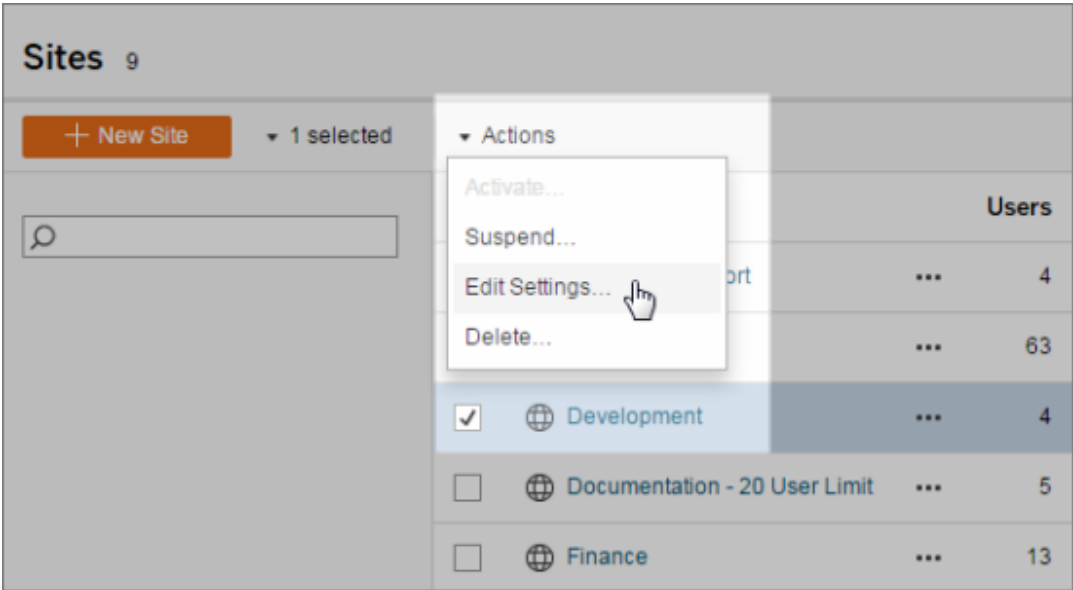 Sites 9
+ New Site 1 selected Actions
Activate...
Users
Suspend...
Edit Settings... ort ... 4
Delete... ... 63
Development ... 4
Documentation - 20 User Limit ... 5
Finance ... 13